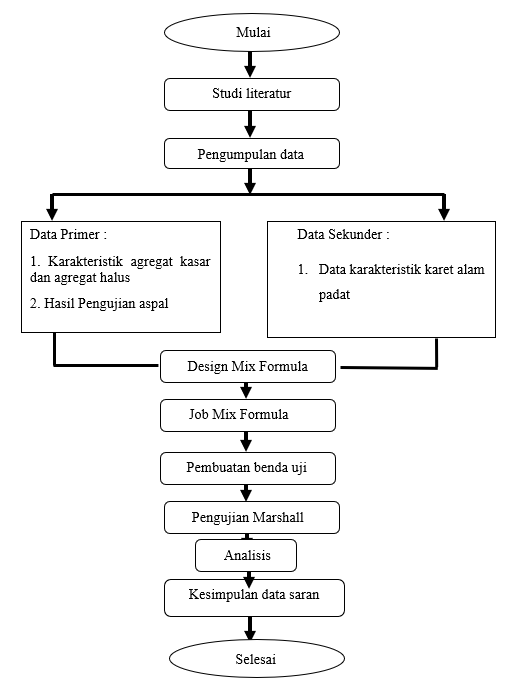 Mulai
Studi literatur
Pengumpulan data
Data Primer :
1. Karakteristik agregat kasar
dan agregat halus
2. Hasil Pengujian aspal
Data Sekunder :
1. Data karakteristik karet alam
padat
Design Mix Formula
Job Mix Formula
Pembuatan benda uji
Pengujian Marshall
Analisis
Kesimpulan data saran
Selesai